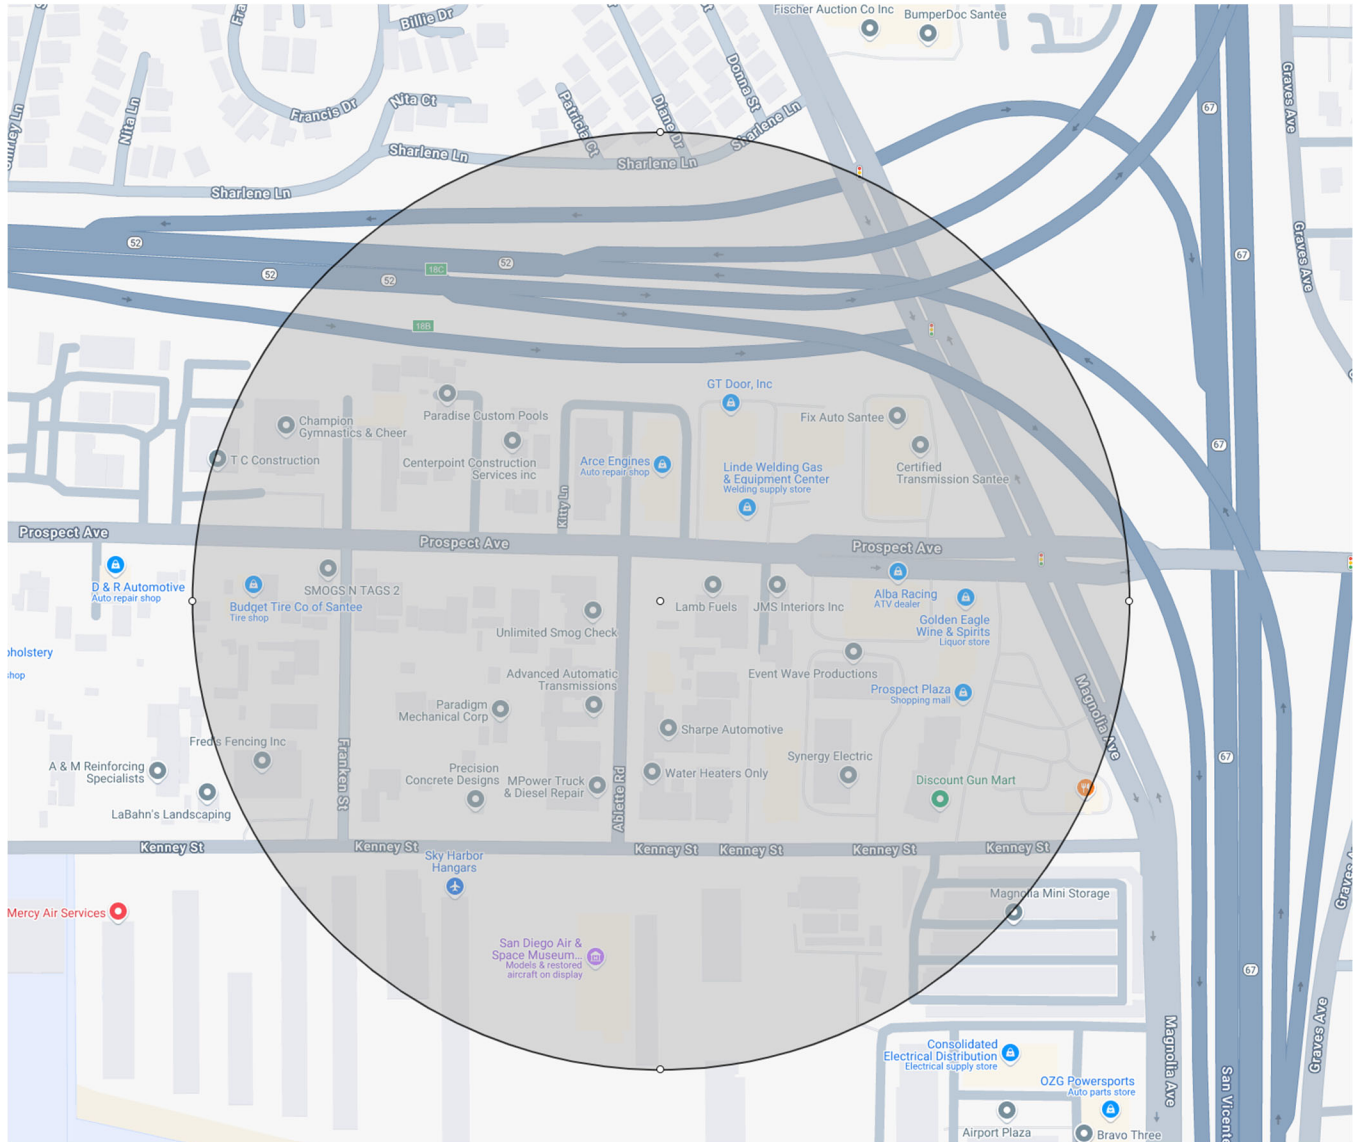 Fischer Auction Co Inc
BumperDoc Santee
Billie Dr
Donna St
Graves Ave
Nita Ln
Francis Dr
Nita Ct
Patricia Ct
Diane Dr
Sharlene Ln
67
Sharlene Ln
Sharlene Ln
Sharlene Ln
52
52
52
52
18C
67
Graves Ave
18B
GT Door, Inc
Paradise Custom Pools
Fix Auto Santee
Champion
Gymnastics & Cheer
T C Construction
Centerpoint Construction
Services inc
Arce Engines
Auto repair shop
Linde Welding Gas
& Equipment Center
Welding supply store
Certified
Transmission Santee
67
Kitty Ln
Prospect Ave
Prospect Ave
Prospect Ave
D & R Automotive
Auto repair shop
SMOGS N TAGS 2
Budget Tire Co of Santee
Tire shop
Lamb Fuels
JMS Interiors Inc
Alba Racing
ATV dealer
Golden Eagle
Wine & Spirits
Liquor store
Unlimited Smog Check
pholstery
shop
Advanced Automatic
Transmissions
Event Wave Productions
Prospect Plaza
Shopping mall
Magnolia Ave
Paradigm
Mechanical Corp
Sharpe Automotive
Fred's Fencing Inc
Franken St
A & M Reinforcing
Specialists
Precision
Concrete Designs
MPower Truck
& Diesel Repair
Ablette Rd
Water Heaters Only
Synergy Electric
Discount Gun Mart
67
LaBahn's Landscaping
Kenney St
Kenney St
Kenney St
Kenney St
Kenney St
Kenney St
Sky Harbor
Hangars
Mercy Air Services
Magnolia Mini Storage
San Diego Air &
Space Museum...
Models & restored
aircraft on display
67
Graves Ave
Consolidated
Electrical Distribution
Electrical supply store
Magnolia Ave
San Vicente
Graves Ave
OZG Powersports
Auto parts store
Airport Plaza
Bravo Three